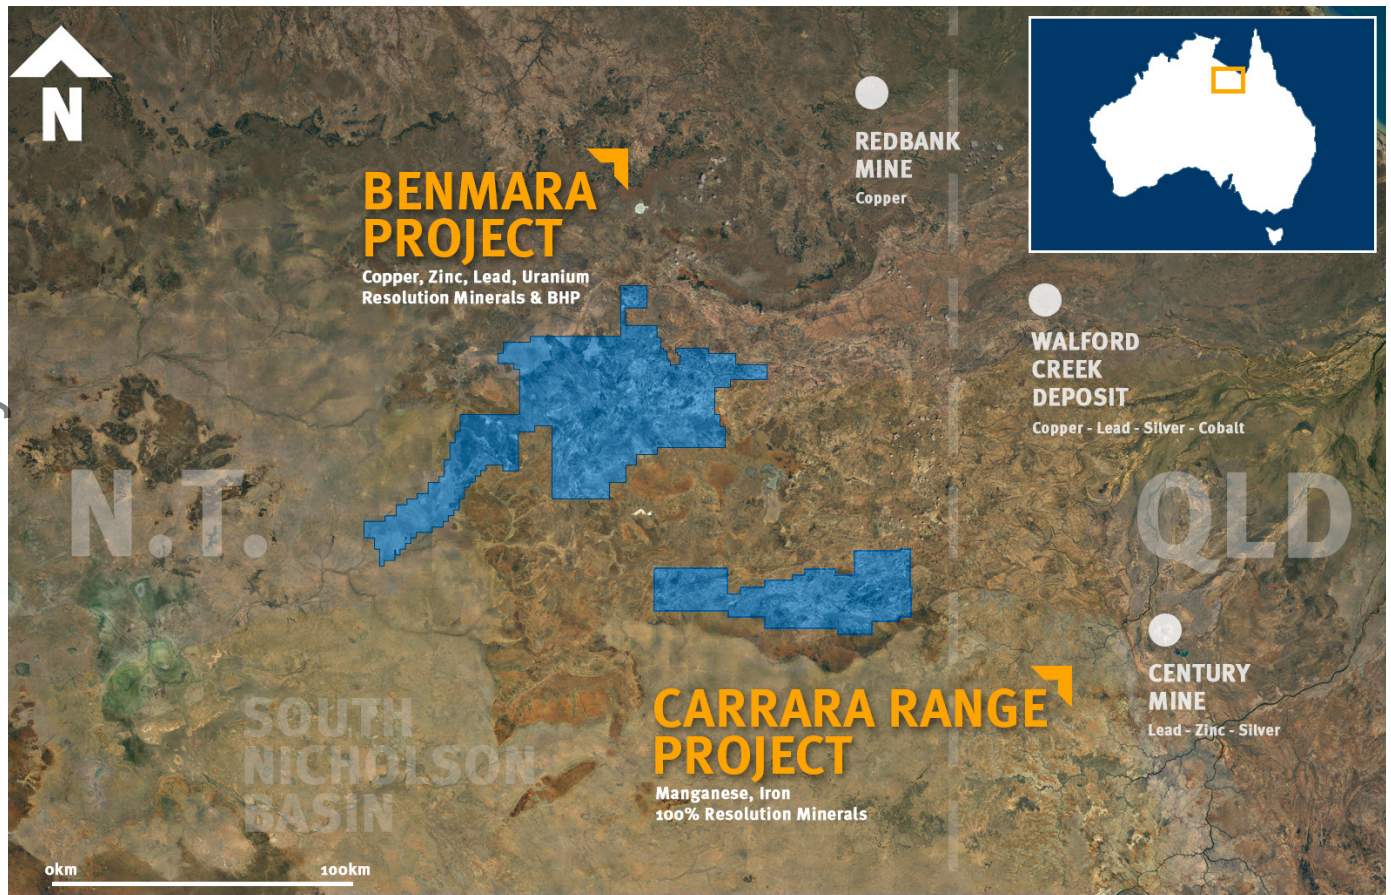 N
BENMARA
PROJECT
Copper, Zinc, Lead, Uranium
Resolution Minerals & BHP
REDBANK
MINE
Copper
WALFORD
CREEK
DEPOSIT
Copper - Lead - Silver - Cobalt
N.T.
QLD
CENTURY
MINE
Lead - Zinc - Silver
CARRARA RANGE
PROJECT
Manganese, Iron
100% Resolution Minerals
SOUTH
NICHOLSON
BASIN
0km 100km